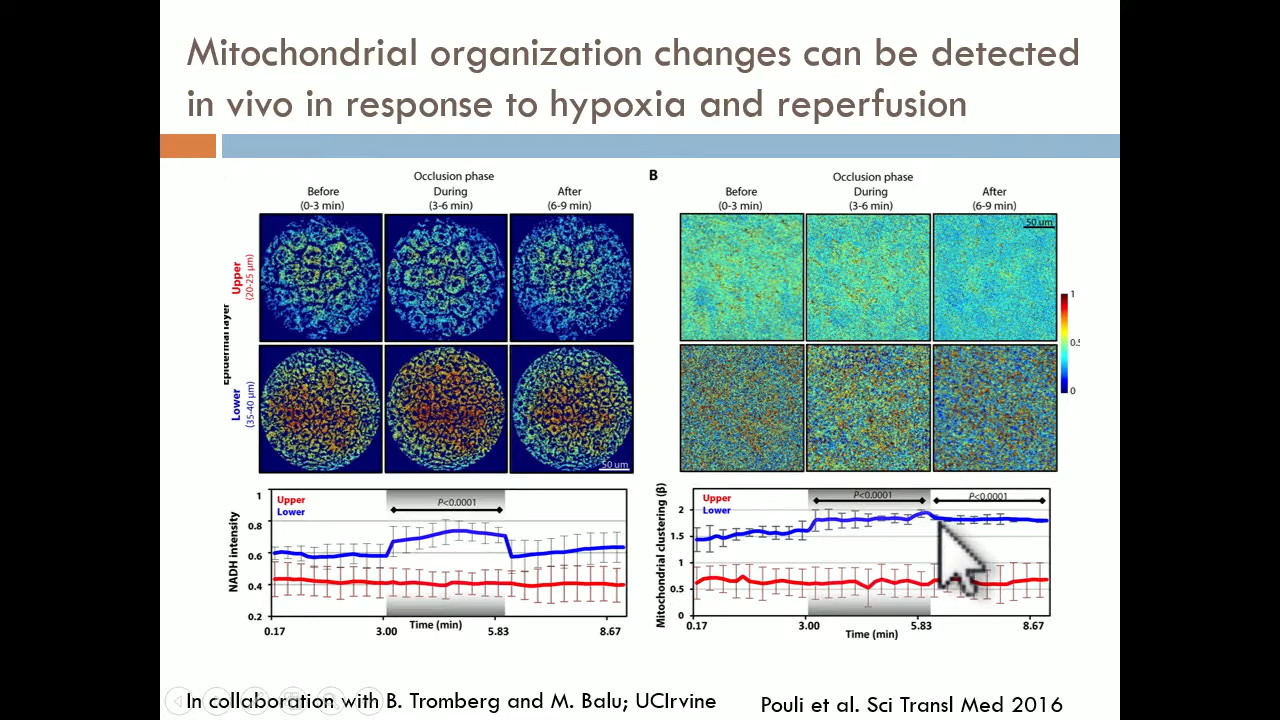 Mitochondrial organization changes can be detected
in vivo in response to hypoxia and reperfusion
Occlusion phase
Before
During
After
(0-3 min)
(3-6 min)
(6-9 min)
Upper
(20-25 µm)
Epidermal layer
Lower
(35-40 µm)
50 um
B
Occlusion phase
Before
During
After
(0-3 min)
(3-6 min)
(6-9 min)
50 um
1
0.5
0
NADH intensity
1
0.8
0.6
0.4
0.2
Upper
Lower
P<0.0001
0.17
3.00
5.83
8.67
Time (min)
Mitochondrial clustering (β)
2
1.5
1
0.5
0
Upper
Lower
P<0.0001
P<0.0001
0.17
3.00
5.83
8.67
Time (min)
In collaboration with B. Tromberg and M. Balu; UCIrvine
Pouli et al. Sci Transl Med 2016